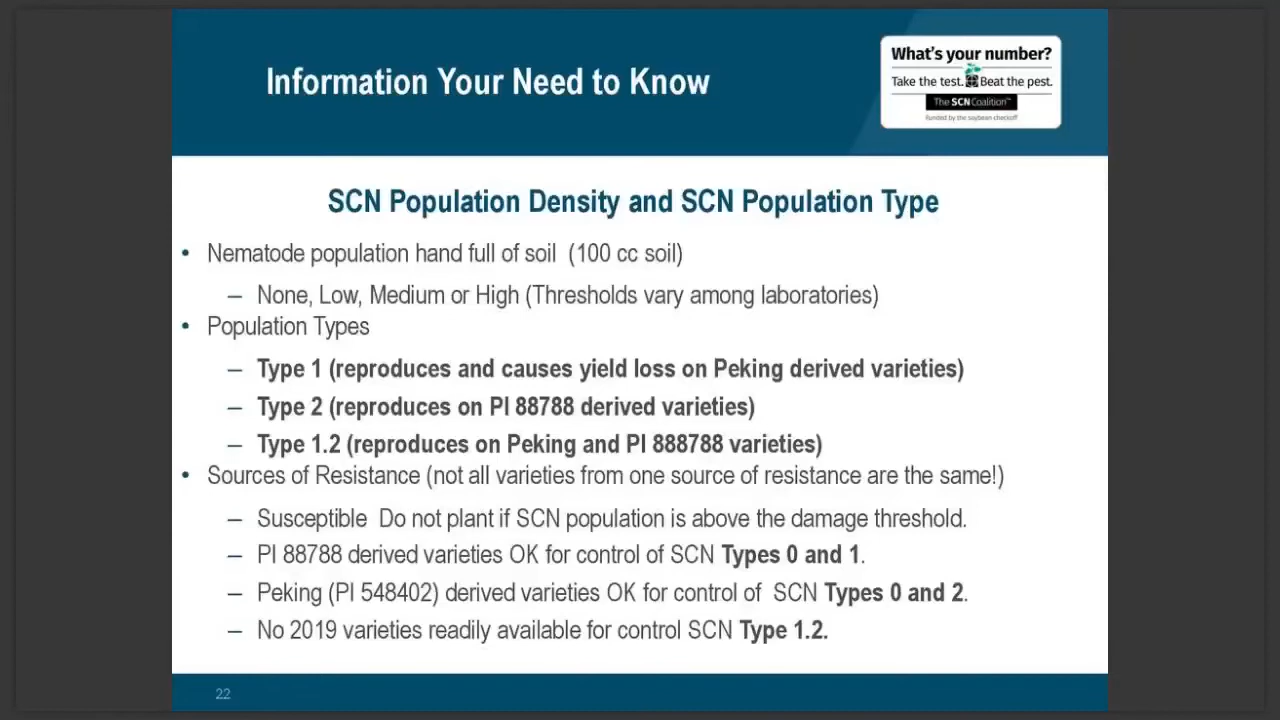 Information Your Need to Know
What's your number?
Take the test. Beat the pest.
The SCN Coalition™
Funded by the soybean checkoff
SCN Population Density and SCN Population Type
• Nematode population hand full of soil (100 cc soil)
– None, Low, Medium or High (Thresholds vary among laboratories)
• Population Types
– Type 1 (reproduces and causes yield loss on Peking derived varieties)
– Type 2 (reproduces on PI 88788 derived varieties)
– Type 1.2 (reproduces on Peking and PI 888788 varieties)
• Sources of Resistance (not all varieties from one source of resistance are the same!)
– Susceptible Do not plant if SCN population is above the damage threshold.
– PI 88788 derived varieties OK for control of SCN Types 0 and 1.
– Peking (PI 548402) derived varieties OK for control of SCN Types 0 and 2.
– No 2019 varieties readily available for control SCN Type 1.2.
22